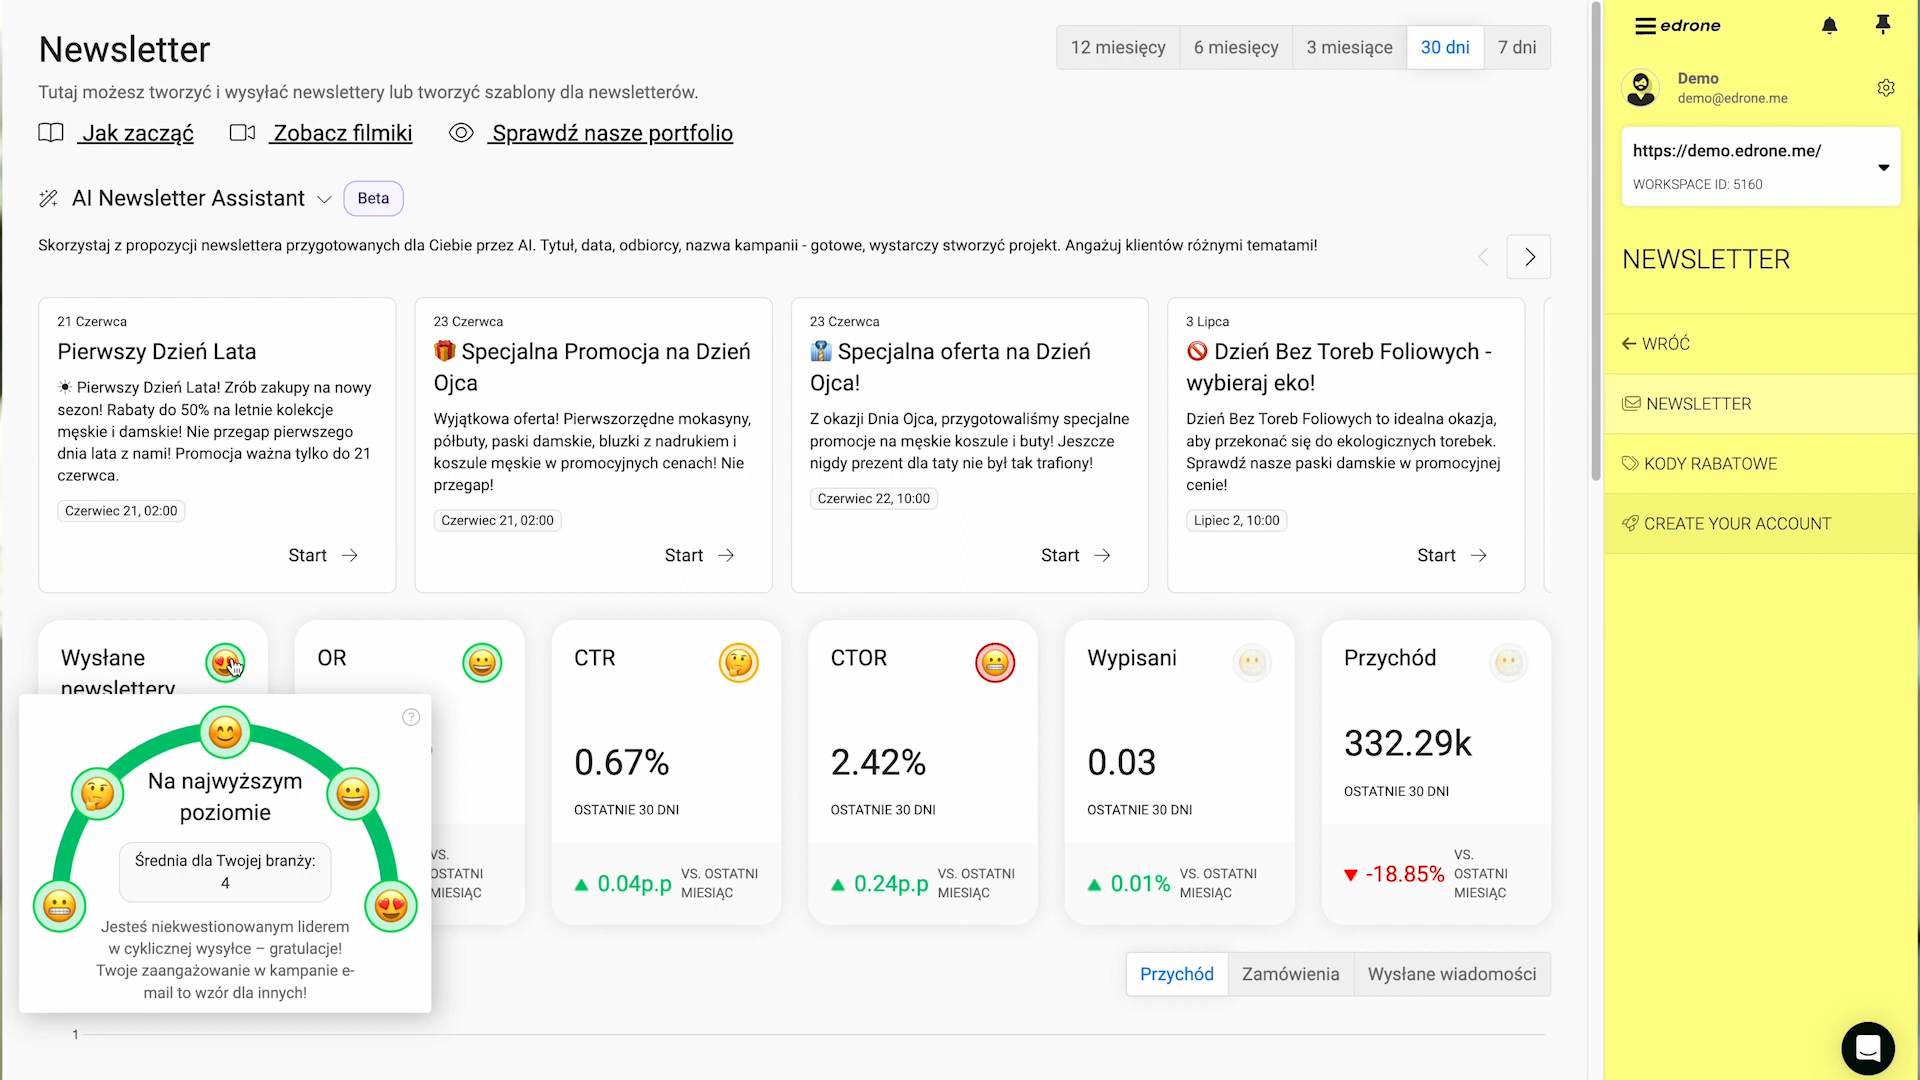 Newsletter
12 miesięcy
6 miesięcy
3 miesiące
30 dni
7 dni
Tutaj możesz tworzyć i wysyłać newslettery lub tworzyć szablony dla newsletterów.
Jak zacząć
Zobacz filmiki
Sprawdź nasze portfolio
AI Newsletter Assistant
Beta
Skorzystaj z propozycji newslettera przygotowanych dla Ciebie przez AI. Tytuł, data, odbiorcy, nazwa kampanii - gotowe, wystarczy stworzyć projekt. Angażuj klientów różnymi tematami!
21 Czerwca
Pierwszy Dzień Lata
☀ Pierwszy Dzień Lata! Zrób zakupy na nowy
sezon! Rabaty do 50% na letnie kolekcje
męskie i damskie! Nie przegap pierwszego
dnia lata z nami! Promocja ważna tylko do 21
czerwca.
Czerwiec 21, 02:00
Start
23 Czerwca
🎁 Specjalna Promocja na Dzień
Ojca
Wyjątkowa oferta! Pierwszorzędne mokasyny,
półbuty, paski damskie, bluzki z nadrukiem i
koszule męskie w promocyjnych cenach! Nie
przegap!
Czerwiec 21, 02:00
Start
23 Czerwca
👔 Specjalna oferta na Dzień
Ojca!
Z okazji Dnia Ojca, przygotowaliśmy specjalne
promocje na męskie koszule i buty! Jeszcze
nigdy prezent dla taty nie był tak trafiony!
Czerwiec 22, 10:00
Start
3 Lipca
🚫 Dzień Bez Toreb Foliowych -
wybieraj eko!
Dzień Bez Toreb Foliowych to idealna okazja,
aby przekonać się do ekologicznych torebek.
Sprawdź nasze paski damskie w promocyjnej
cenie!
Lipiec 2, 10:00
Start
Wysłane
newslettery
?
Na najwyższym
poziomie
Średnia dla Twojej branży:
4
Jesteś niekwestionowanym liderem
w cyklicznej wysyłce – gratulacje!
Twoje zaangażowanie w kampanie e-
mail to wzór dla innych!
OR
VS.
OSTATNI
MIESIĄC
CTR
0.67%
OSTATNIE 30 DNI
▲ 0.04p.p
VS. OSTATNI
MIESIĄC
CTOR
2.42%
OSTATNIE 30 DNI
▲ 0.24p.p
VS. OSTATNI
MIESIĄC
Wypisani
0.03
OSTATNIE 30 DNI
▲ 0.01%
VS. OSTATNI
MIESIĄC
Przychód
332.29k
OSTATNIE 30 DNI
▼ -18.85%
VS.
OSTATNI
MIESIĄC
Przychód
Zamówienia
Wysłane wiadomości
1
edrone
Demo
demo@edrone.me
https://demo.edrone.me/
WORKSPACE ID: 5160
NEWSLETTER
WRÓĆ
NEWSLETTER
KODY RABATOWE
CREATE YOUR ACCOUNT